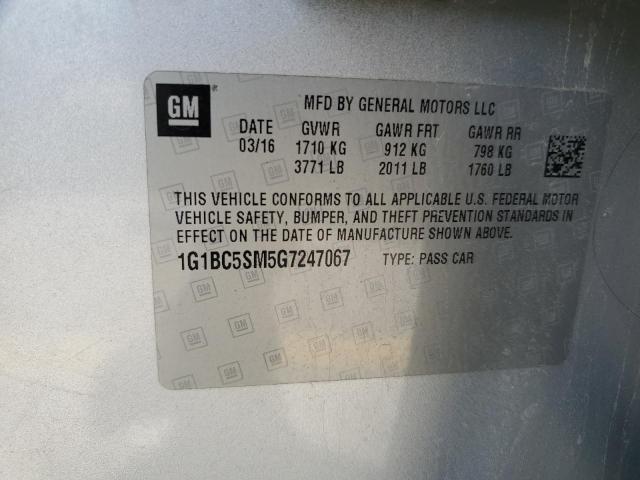 GM
MFD BY GENERAL MOTORS LLC
DATE GVWR GAWR FRT GAWR RR
03/16 1710 KG 912 KG 798 KG
3771 LB 2011 LB 1760 LB
THIS VEHICLE CONFORMS TO ALL APPLICABLE U.S. FEDERAL MOTOR
VEHICLE SAFETY, BUMPER, AND THEFT PREVENTION STANDARDS IN
EFFECT ON THE DATE OF MANUFACTURE SHOWN ABOVE.
1G1BC5SM5G7247067 TYPE: PASS CAR